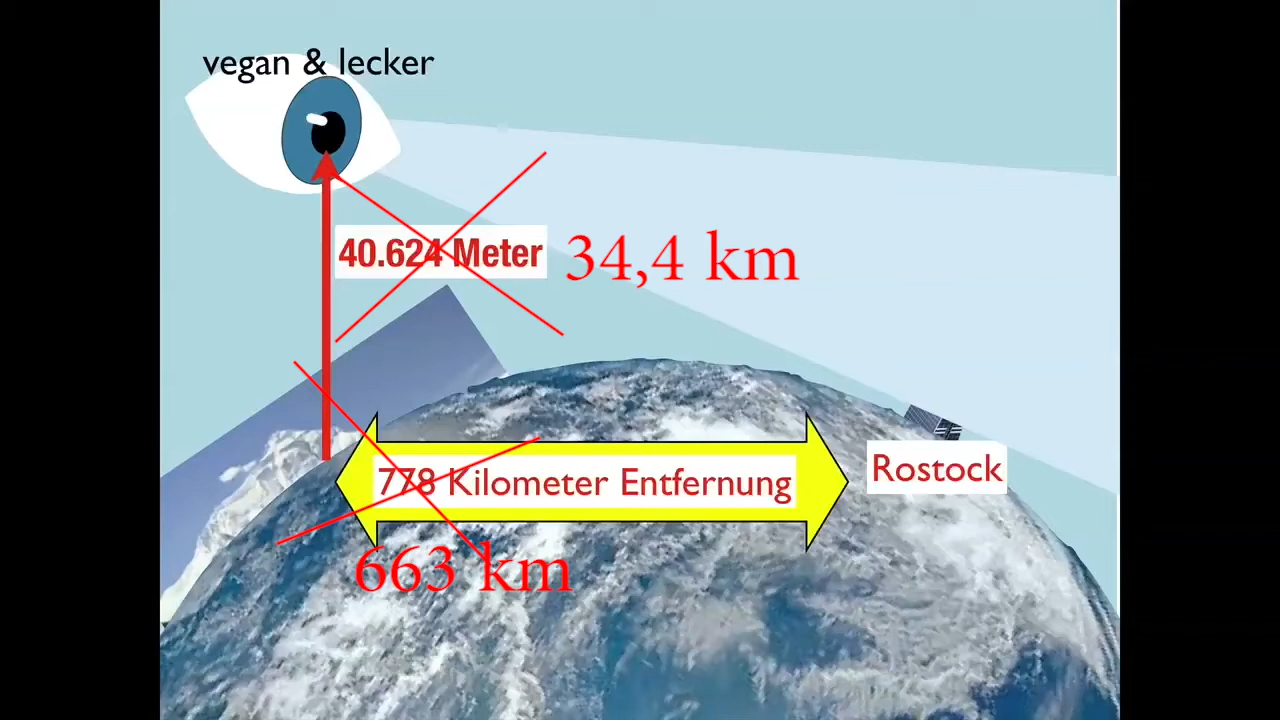 vegan & lecker
40.624 Meter
34,4 km
778 Kilometer Entfernung
Rostock
663 km